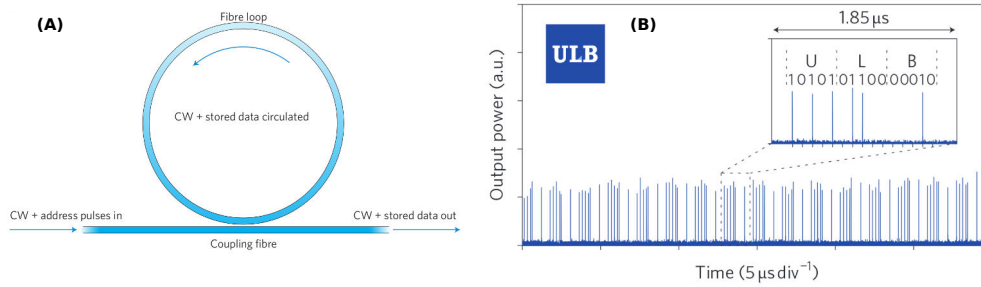 (A)
Fibre loop
CW + stored data circulated
CW + address pulses in
CW + stored data out
Coupling fibre
(B)
Output power (a.u.)
ULB
1.85 μs
U L B
10101 01100 00010
Time (5 μs div⁻¹)